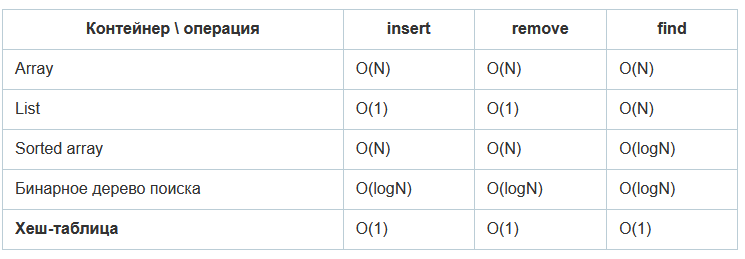 Контейнер \ операция insert remove find
Array O(N) O(N) O(N)
List O(1) O(1) O(N)
Sorted array O(N) O(N) O(logN)
Бинарное дерево поиска O(logN) O(logN) O(logN)
Хеш-таблица O(1) O(1) O(1)